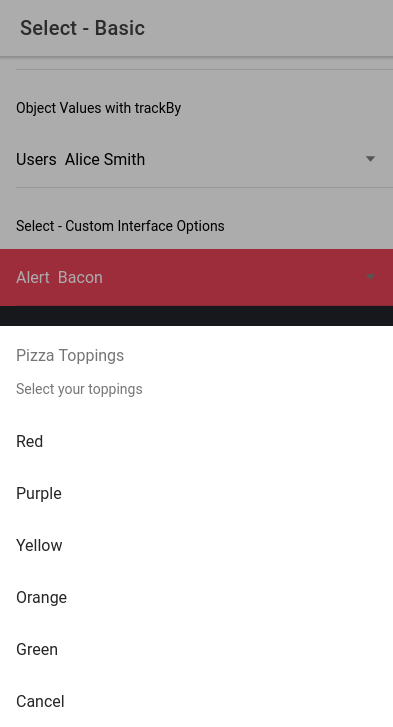 Select - Basic
Object Values with trackBy
Users Alice Smith
Select - Custom Interface Options
Alert Bacon
Pizza Toppings
Select your toppings
Red
Purple
Yellow
Orange
Green
Cancel